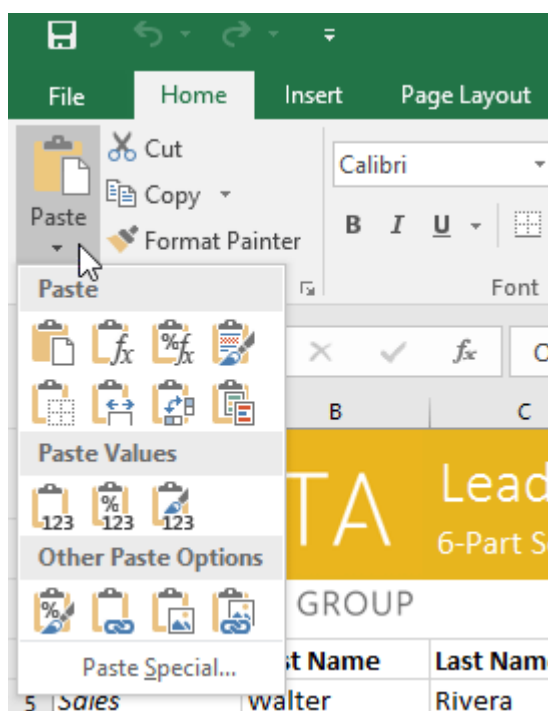 File Home Insert Page Layout
Cut
Calibri
Copy
Paste
B I U
Format Painter
Paste
Font
fx %fx
fx
B C
Paste Values
123 %123 123
Lead
TA
6-Part S
Other Paste Options
%
GROUP
Paste Special...
st Name Last Nam
5 Sales Walter Rivera